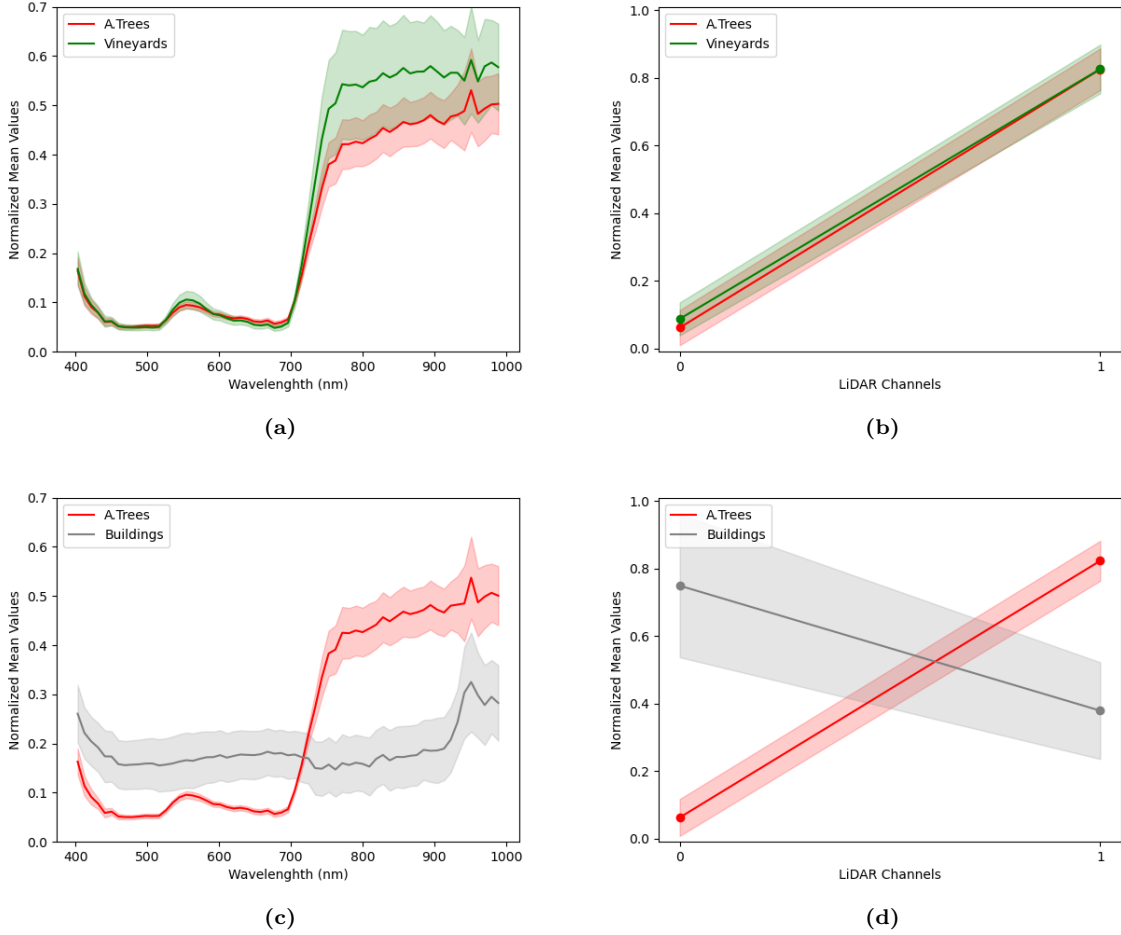 A.Trees
Vineyards
Normalized Mean Values
0.7
0.6
0.5
0.4
0.3
0.2
0.1
0.0
400 500 600 700 800 900 1000
Wavelenghth (nm)
(a)
A.Trees
Vineyards
Normalized Mean Values
1.0
0.8
0.6
0.4
0.2
0.0
0 1
LiDAR Channels
(b)
A.Trees
Buildings
Normalized Mean Values
0.7
0.6
0.5
0.4
0.3
0.2
0.1
0.0
400 500 600 700 800 900 1000
Wavelenghth (nm)
(c)
A.Trees
Buildings
Normalized Mean Values
1.0
0.8
0.6
0.4
0.2
0.0
0 1
LiDAR Channels
(d)